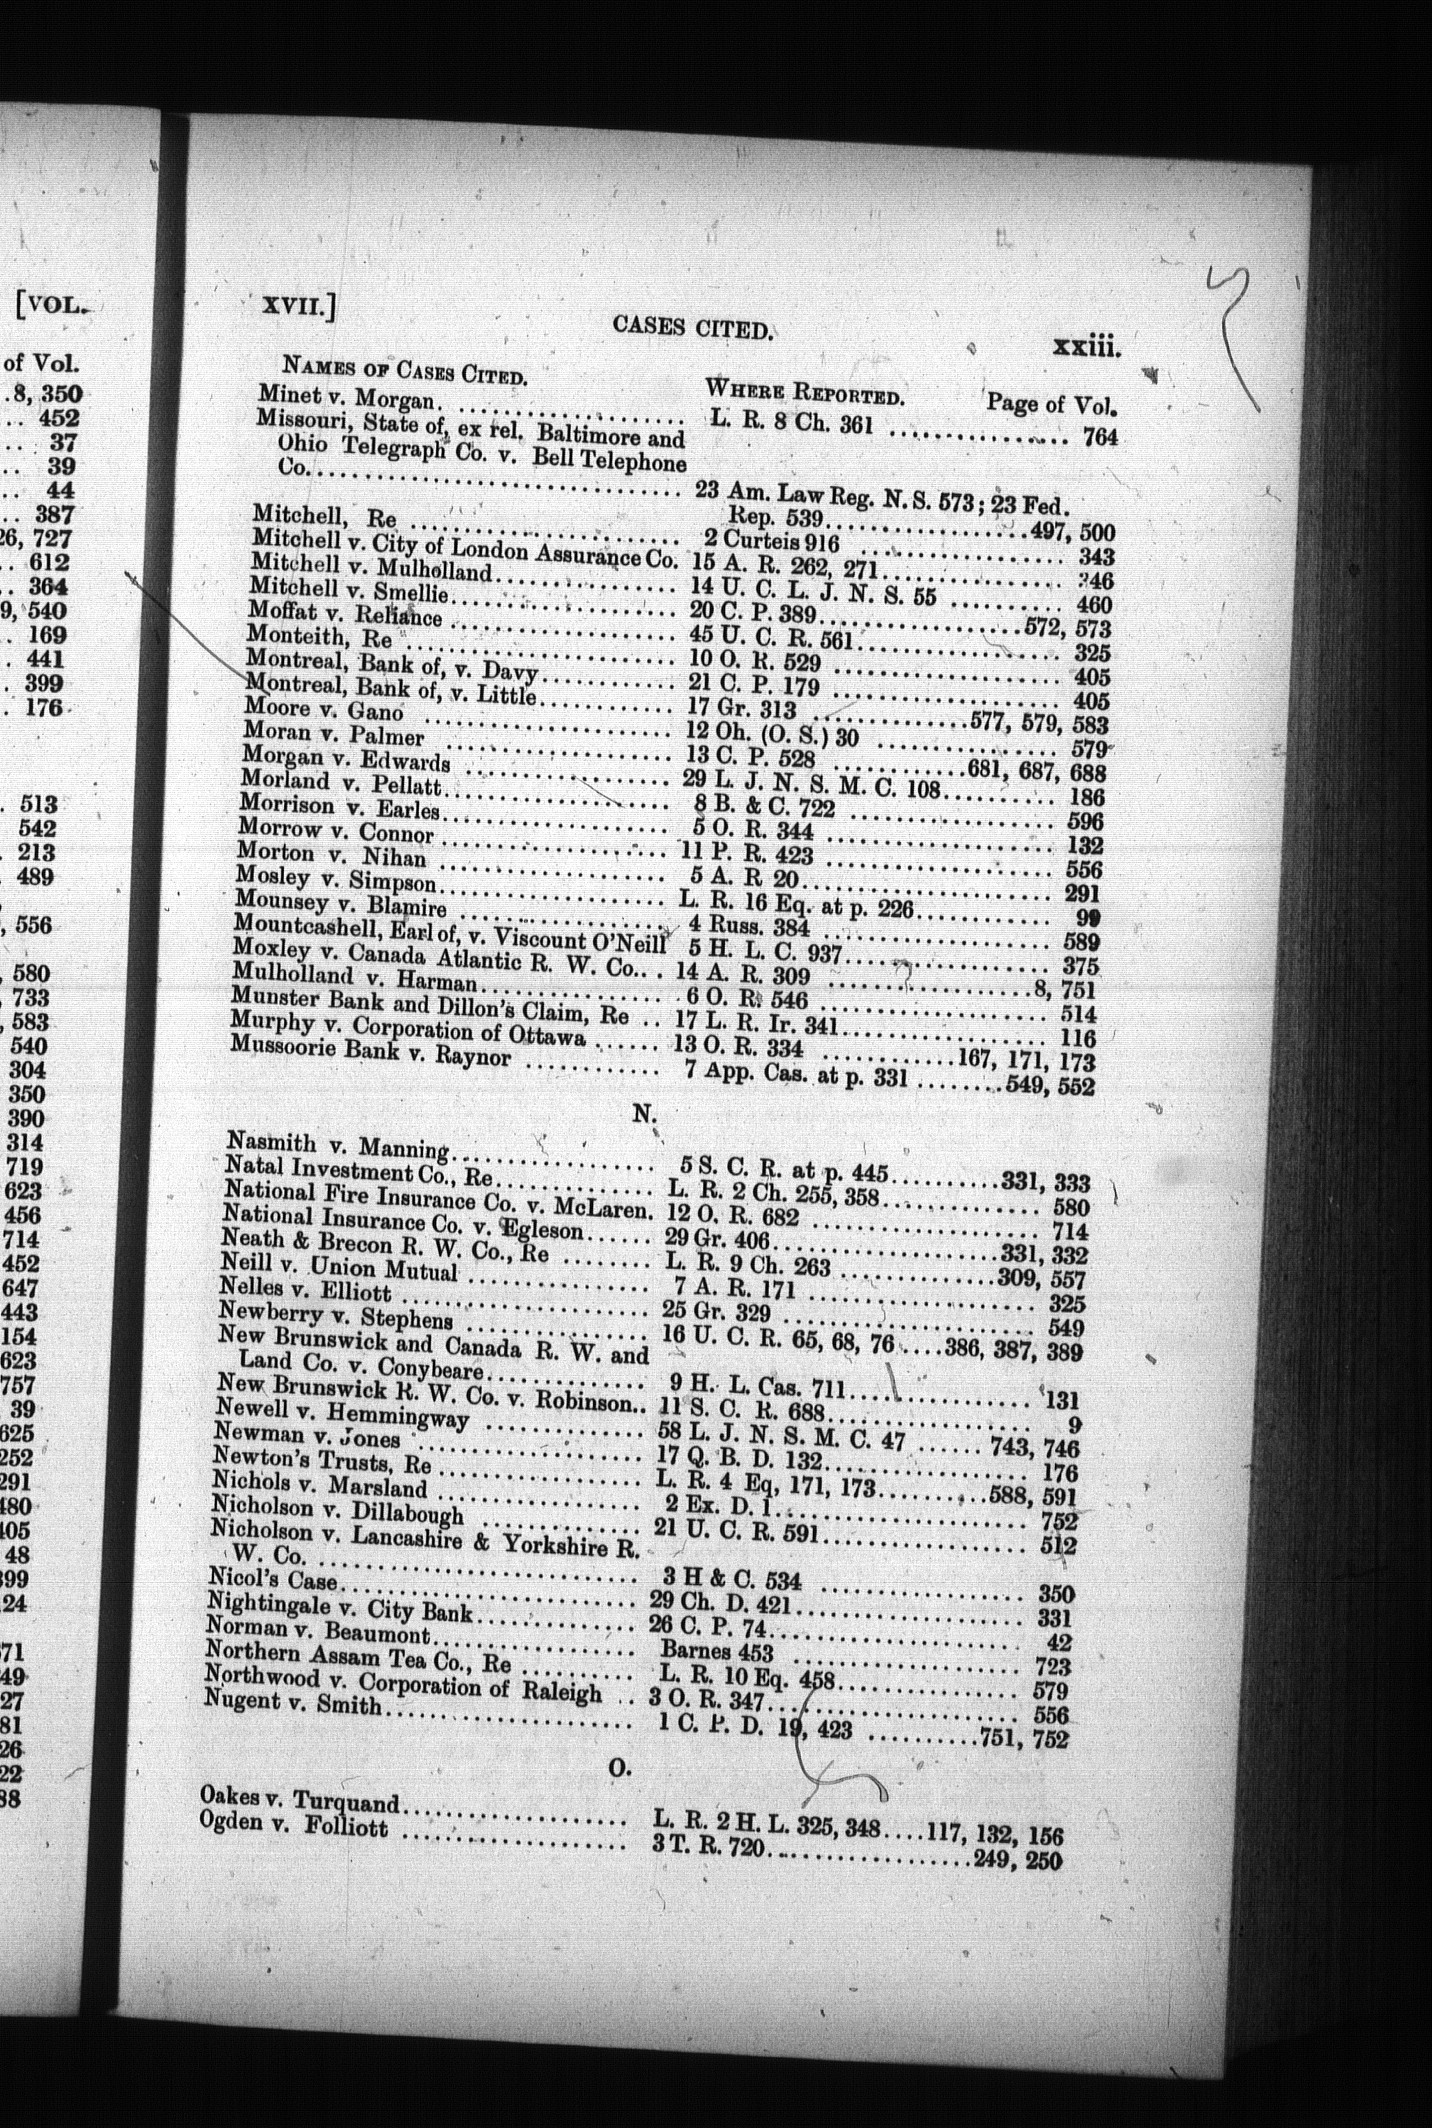 [VOL.
of Vol.
8, 350
452
37
39
44
387
26, 727
612
364
9, 540
169
441
399
176
513
542
213
489
, 556
, 580
, 733
, 583
540
304
350
390
314
719
623
456
714
452
647
443
154
623
757
39
625
252
291
480
405
48
399
24
71
49
27
81
26
22
38
XVII.] CASES CITED. xxiii.
NAMES OF CASES CITED. WHERE REPORTED. Page of Vol.
Minet v. Morgan. .................... L. R. 8 Ch. 361 ................ 764
Missouri, State of, ex rel. Baltimore and
Ohio Telegraph Co. v. Bell Telephone
Co................................ 23 Am. Law Reg. N. S. 573; 23 Fed.
Rep. 539..................497, 500
Mitchell, Re ........................ 2 Curteis 916 .................. 343
Mitchell v. City of London Assurance Co. 15 A. R. 262, 271................ 346
Mitchell v. Mulholland................ 14 U. C. L. J. N. S. 55 .......... 460
Mitchell v. Smellie.................... 20 C. P. 389..................572, 573
Moffat v. Reliance .................... 45 U. C. R. 561.................. 325
Monteith, Re ........................ 10 O. R. 529 .................... 405
Montreal, Bank of, v. Davy............ 21 C. P. 179 .................... 405
Montreal, Bank of, v. Little............ 17 Gr. 313 ..............577, 579, 583
Moore v. Gano ...................... 12 Oh. (O. S.) 30 ................ 579
Moran v. Palmer .................... 13 C. P. 528 ............681, 687, 688
Morgan v. Edwards .................. 29 L. J. N. S. M. C. 108.......... 186
Morland v. Pellatt.................... 8 B. & C. 722 .................. 596
Morrison v. Earles.................... 5 O. R. 344 .................... 132
Morrow v. Connor .................... 11 P. R. 423 .................... 556
Morton v. Nihan .................... 5 A. R 20...................... 291
Mosley v. Simpson.................... L. R. 16 Eq. at p. 226............ 99
Mounsey v. Blamire .................. 4 Russ. 384 .................... 589
Mountcashell, Earl of, v. Viscount O'Neill 5 H. L. C. 937.................. 375
Moxley v. Canada Atlantic R. W. Co... . 14 A. R. 309 ..................8, 751
Mulholland v. Harman................ 6 O. R. 546 .................... 514
Munster Bank and Dillon's Claim, Re .. 17 L. R. Ir. 341.................. 116
Murphy v. Corporation of Ottawa ...... 13 O. R. 334 ............167, 171, 173
Mussoorie Bank v. Raynor ............ 7 App. Cas. at p. 331 ........549, 552
N.
Nasmith v. Manning.................. 5 S. C. R. at p. 445..........331, 333
Natal Investment Co., Re.............. L. R. 2 Ch. 255, 358.............. 580
National Fire Insurance Co. v. McLaren. 12 O. R. 682 .................... 714
National Insurance Co. v. Egleson...... 29 Gr. 406....................331, 332
Neath & Brecon R. W. Co., Re ........ L. R. 9 Ch. 263 ..............309, 557
Neill v. Union Mutual ................ 7 A. R. 171 .................... 325
Nelles v. Elliott ...................... 25 Gr. 329 ...................... 549
Newberry v. Stephens ................ 16 U. C. R. 65, 68, 76 ....386, 387, 389
New Brunswick and Canada R. W. and
Land Co. v. Conybeare.............. 9 H. L. Cas. 711................ 131
New Brunswick R. W. Co. v. Robinson.. 11 S. C. R. 688.................. 9
Newell v. Hemmingway .............. 58 L. J. N. S. M. C. 47 ...... 743, 746
Newman v. Jones .................... 17 Q. B. D. 132.................. 176
Newton's Trusts, Re .................. L. R. 4 Eq, 171, 173..........588, 591
Nichols v. Marsland .................. 2 Ex. D. 1...................... 752
Nicholson v. Dillabough .............. 21 U. C. R. 591.................. 512
Nicholson v. Lancashire & Yorkshire R.
W. Co. ............................ 3 H & C. 534 .................. 350
Nicol's Case.......................... 29 Ch. D. 421.................... 331
Nightingale v. City Bank.............. 26 C. P. 74...................... 42
Norman v. Beaumont.................. Barnes 453 .................... 723
Northern Assam Tea Co., Re .......... L. R. 10 Eq. 458................ 579
Northwood v. Corporation of Raleigh .. 3 O. R. 347...................... 556
Nugent v. Smith...................... 1 C. P. D. 19, 423 ..........751, 752
O.
Oakes v. Turquand.................... L. R. 2 H. L. 325, 348....117, 132, 156
Ogden v. Folliott .................... 3 T. R. 720....................249, 250